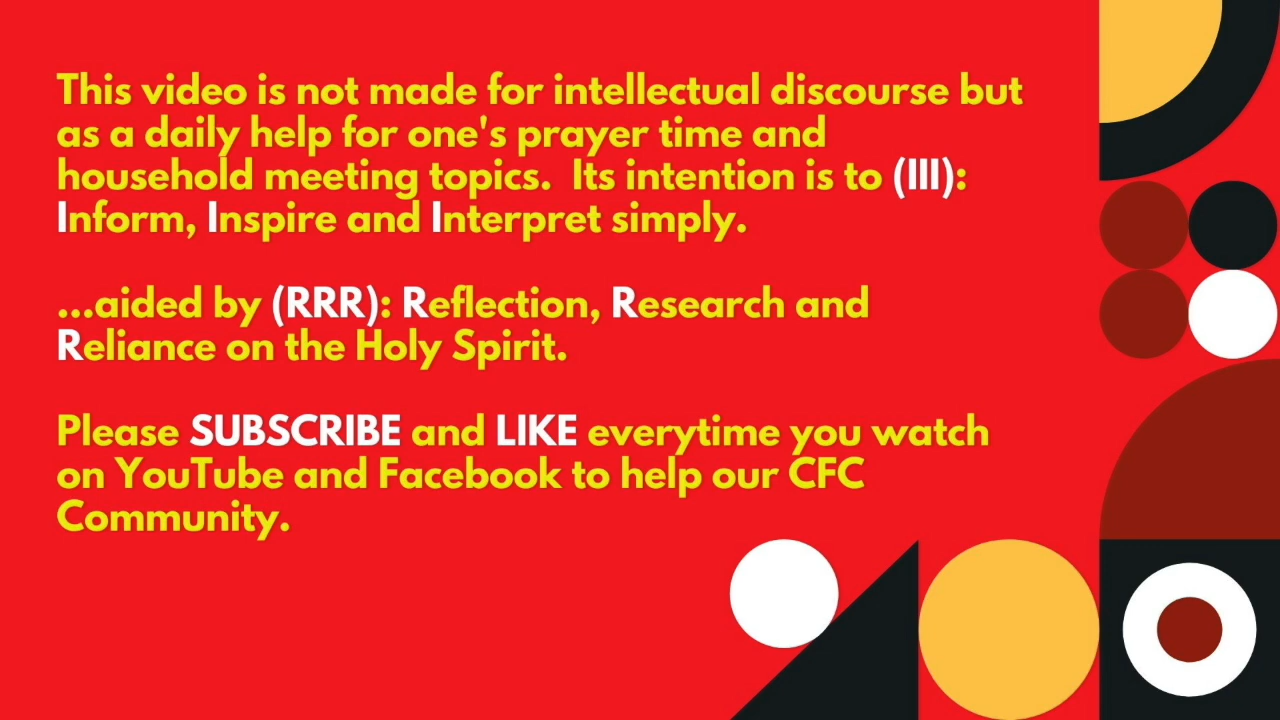 This video is not made for intellectual discourse but
as a daily help for one's prayer time and
household meeting topics.  Its intention is to (III):
Inform, Inspire and Interpret simply.
...aided by (RRR): Reflection, Research and
Reliance on the Holy Spirit.
Please SUBSCRIBE and LIKE everytime you watch
on YouTube and Facebook to help our CFC
Community.